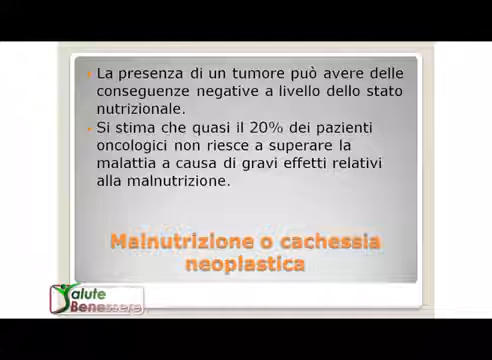 La presenza di un tumore può avere delle
conseguenze negative a livello dello stato
nutrizionale.
Si stima che quasi il 20% dei pazienti
oncologici non riesce a superare la
malattia a causa di gravi effetti relativi
alla malnutrizione.
Malnutrizione o cachessia
neoplastica
Salute
Benessere